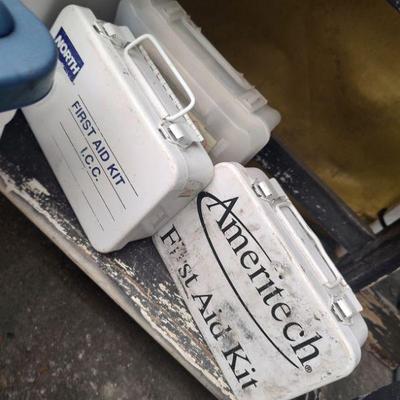 NORTH
FIRST AID KIT
I.C.C.
Ameritech®
First Aid Kit